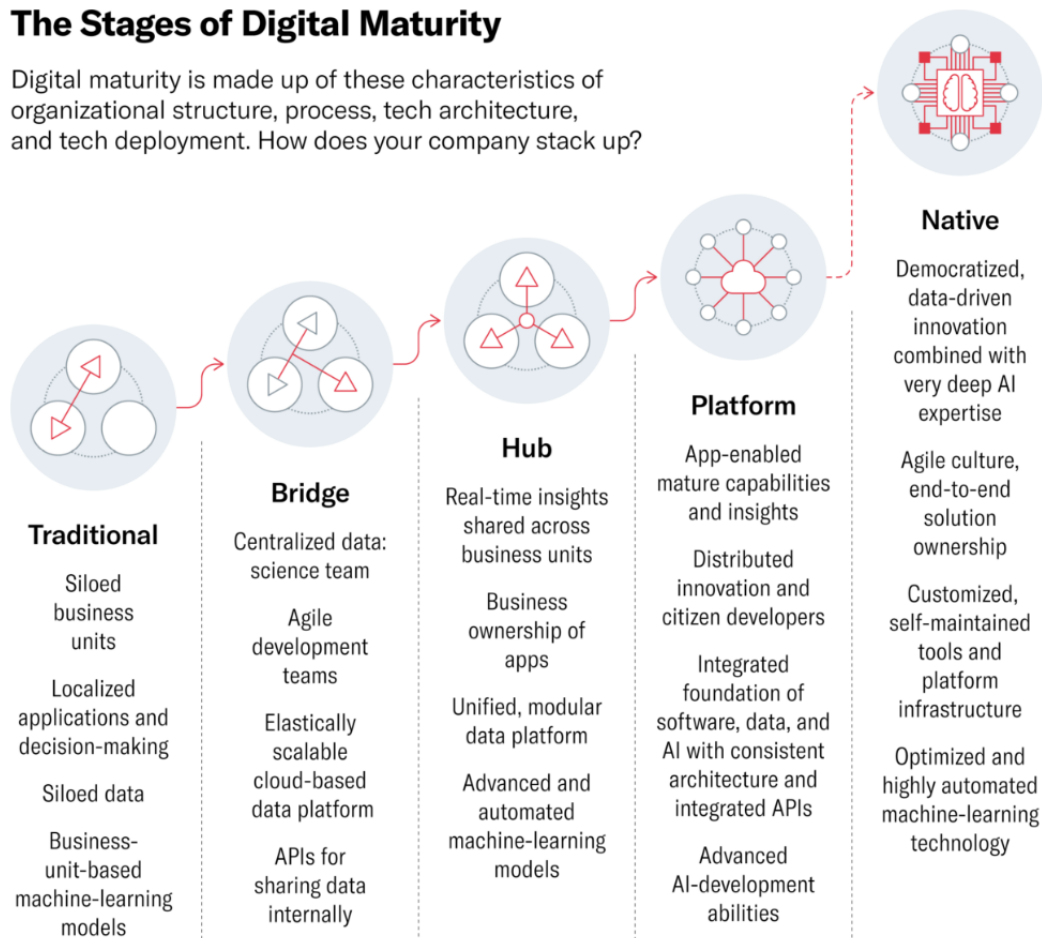 The Stages of Digital Maturity
Digital maturity is made up of these characteristics of
organizational structure, process, tech architecture,
and tech deployment. How does your company stack up?
Traditional
Siloed
business
units
Localized
applications and
decision-making
Siloed data
Business-
unit-based
machine-learning
models
Bridge
Centralized data:
science team
Agile
development
teams
Elastically
scalable
cloud-based
data platform
APIs for
sharing data
internally
Hub
Real-time insights
shared across
business units
Business
ownership of
apps
Unified, modular
data platform
Advanced and
automated
machine-learning
models
Platform
App-enabled
mature capabilities
and insights
Distributed
innovation and
citizen developers
Integrated
foundation of
software, data, and
AI with consistent
architecture and
integrated APIs
Advanced
AI-development
abilities
Native
Democratized,
data-driven
innovation
combined with
very deep AI
expertise
Agile culture,
end-to-end
solution
ownership
Customized,
self-maintained
tools and
platform
infrastructure
Optimized and
highly automated
machine-learning
technology